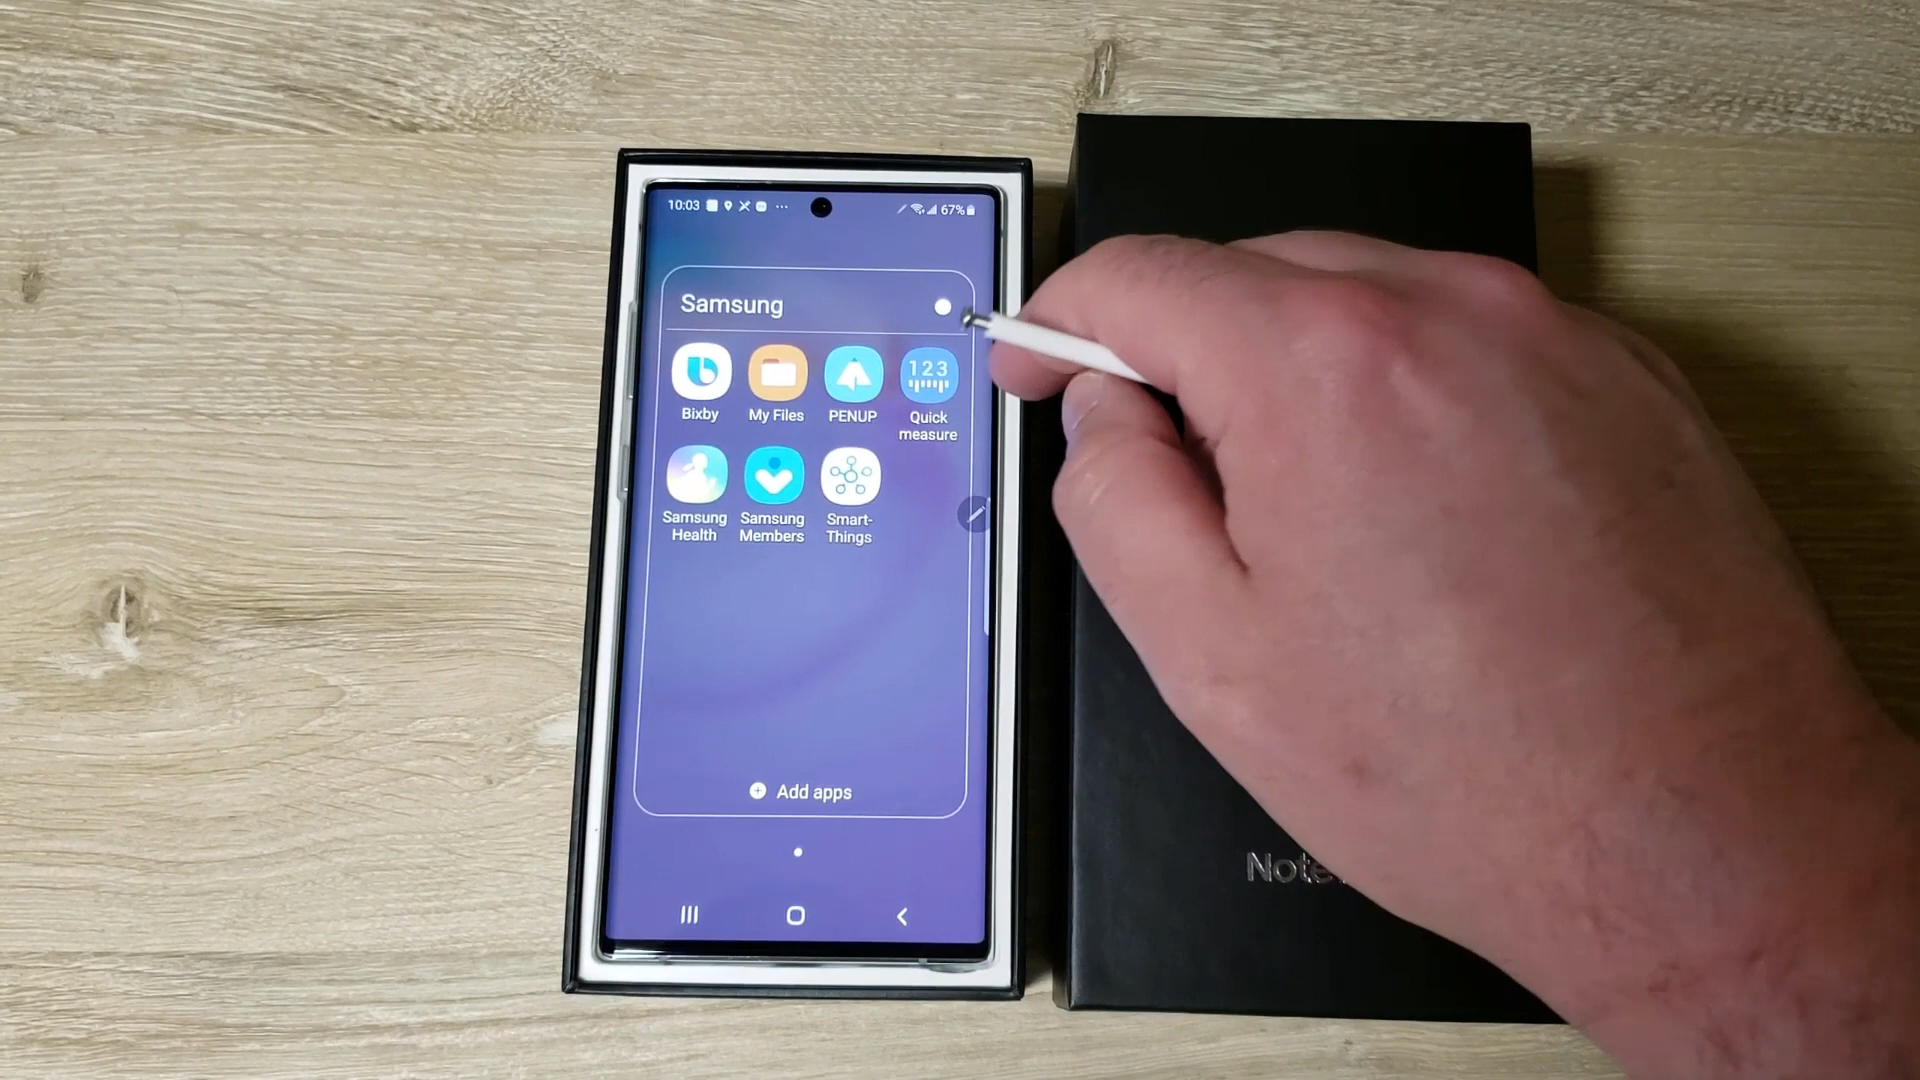 10:03 67%
Samsung
123
Bixby My Files PENUP Quick measure
Samsung Health Samsung Members Smart-Things
Add apps
Note